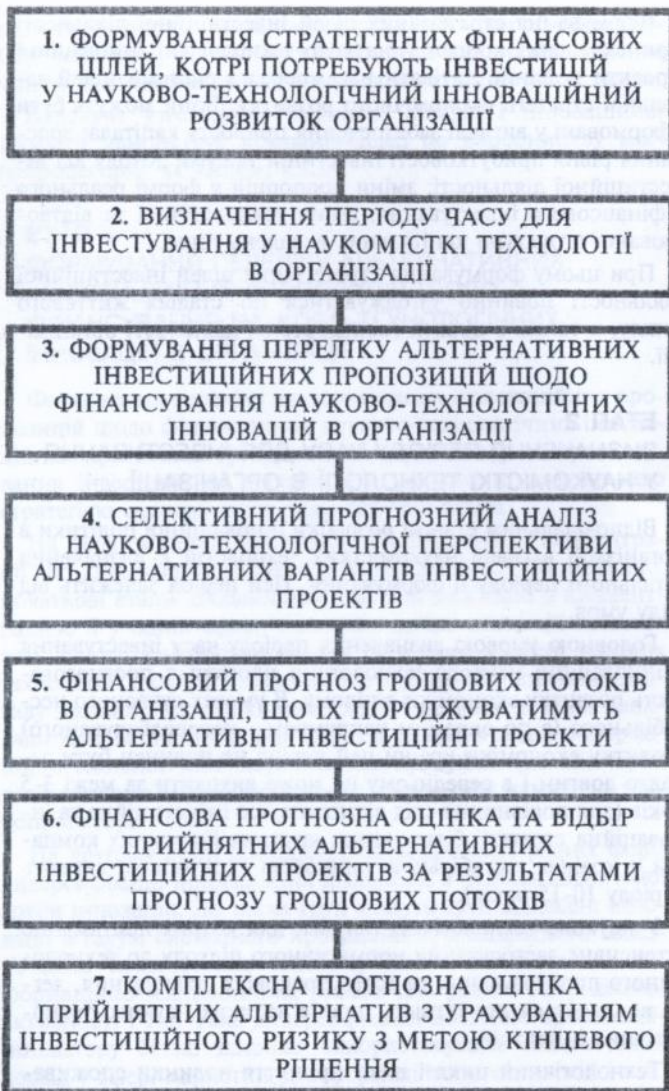 1. ФОРМУВАННЯ СТРАТЕГІЧНИХ ФІНАНСОВИХ
ЦІЛЕЙ, КОТРІ ПОТРЕБУЮТЬ ІНВЕСТИЦІЙ
У НАУКОВО-ТЕХНОЛОГІЧНИЙ ІННОВАЦІЙНИЙ
РОЗВИТОК ОРГАНІЗАЦІЇ
2. ВИЗНАЧЕННЯ ПЕРІОДУ ЧАСУ ДЛЯ
ІНВЕСТУВАННЯ У НАУКОМІСТКІ ТЕХНОЛОГІЇ
В ОРГАНІЗАЦІЇ
3. ФОРМУВАННЯ ПЕРЕЛІКУ АЛЬТЕРНАТИВНИХ
ІНВЕСТИЦІЙНИХ ПРОПОЗИЦІЙ ЩОДО
ФІНАНСУВАННЯ НАУКОВО-ТЕХНОЛОГІЧНИХ
ІННОВАЦІЙ В ОРГАНІЗАЦІЇ
4. СЕЛЕКТИВНИЙ ПРОГНОЗНИЙ АНАЛІЗ
НАУКОВО-ТЕХНОЛОГІЧНОЇ ПРИЙНЯТНОСТІ
АЛЬТЕРНАТИВНИХ ВАРІАНТІВ ІНВЕСТИЦІЙНИХ
ПРОЕКТІВ
5. ФІНАНСОВИЙ ПРОГНОЗ ГРОШОВИХ ПОТОКІВ
В ОРГАНІЗАЦІЇ, ЩО ЇХ ПОРОДЖУВАТИМУТЬ
АЛЬТЕРНАТИВНІ ІНВЕСТИЦІЙНІ ПРОЕКТИ
6. ФІНАНСОВА ПРОГНОЗНА ОЦІНКА ТА ВІДБІР
ПРИЙНЯТНИХ АЛЬТЕРНАТИВНИХ
ІНВЕСТИЦІЙНИХ ПРОЕКТІВ ЗА РЕЗУЛЬТАТАМИ
ПРОГНОЗУ ГРОШОВИХ ПОТОКІВ
7. КОМПЛЕКСНА ПРОГНОЗНА ОЦІНКА
ПРИЙНЯТНИХ АЛЬТЕРНАТИВ З УРАХУВАННЯМ
ІНВЕСТИЦІЙНОГО РИЗИКУ З МЕТОЮ КІНЦЕВОГО
РІШЕННЯ